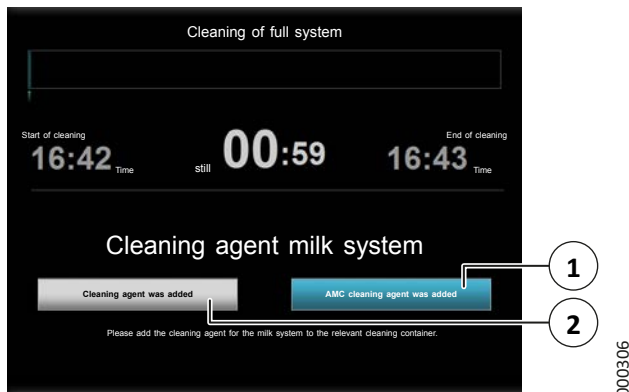 Cleaning of full system
Start of cleaning
16:42 Time
still 00:59
End of cleaning
16:43 Time
Cleaning agent milk system
Cleaning agent was added
AMC cleaning agent was added
Please add the cleaning agent for the milk system to the relevant cleaning container.
1
2
000306